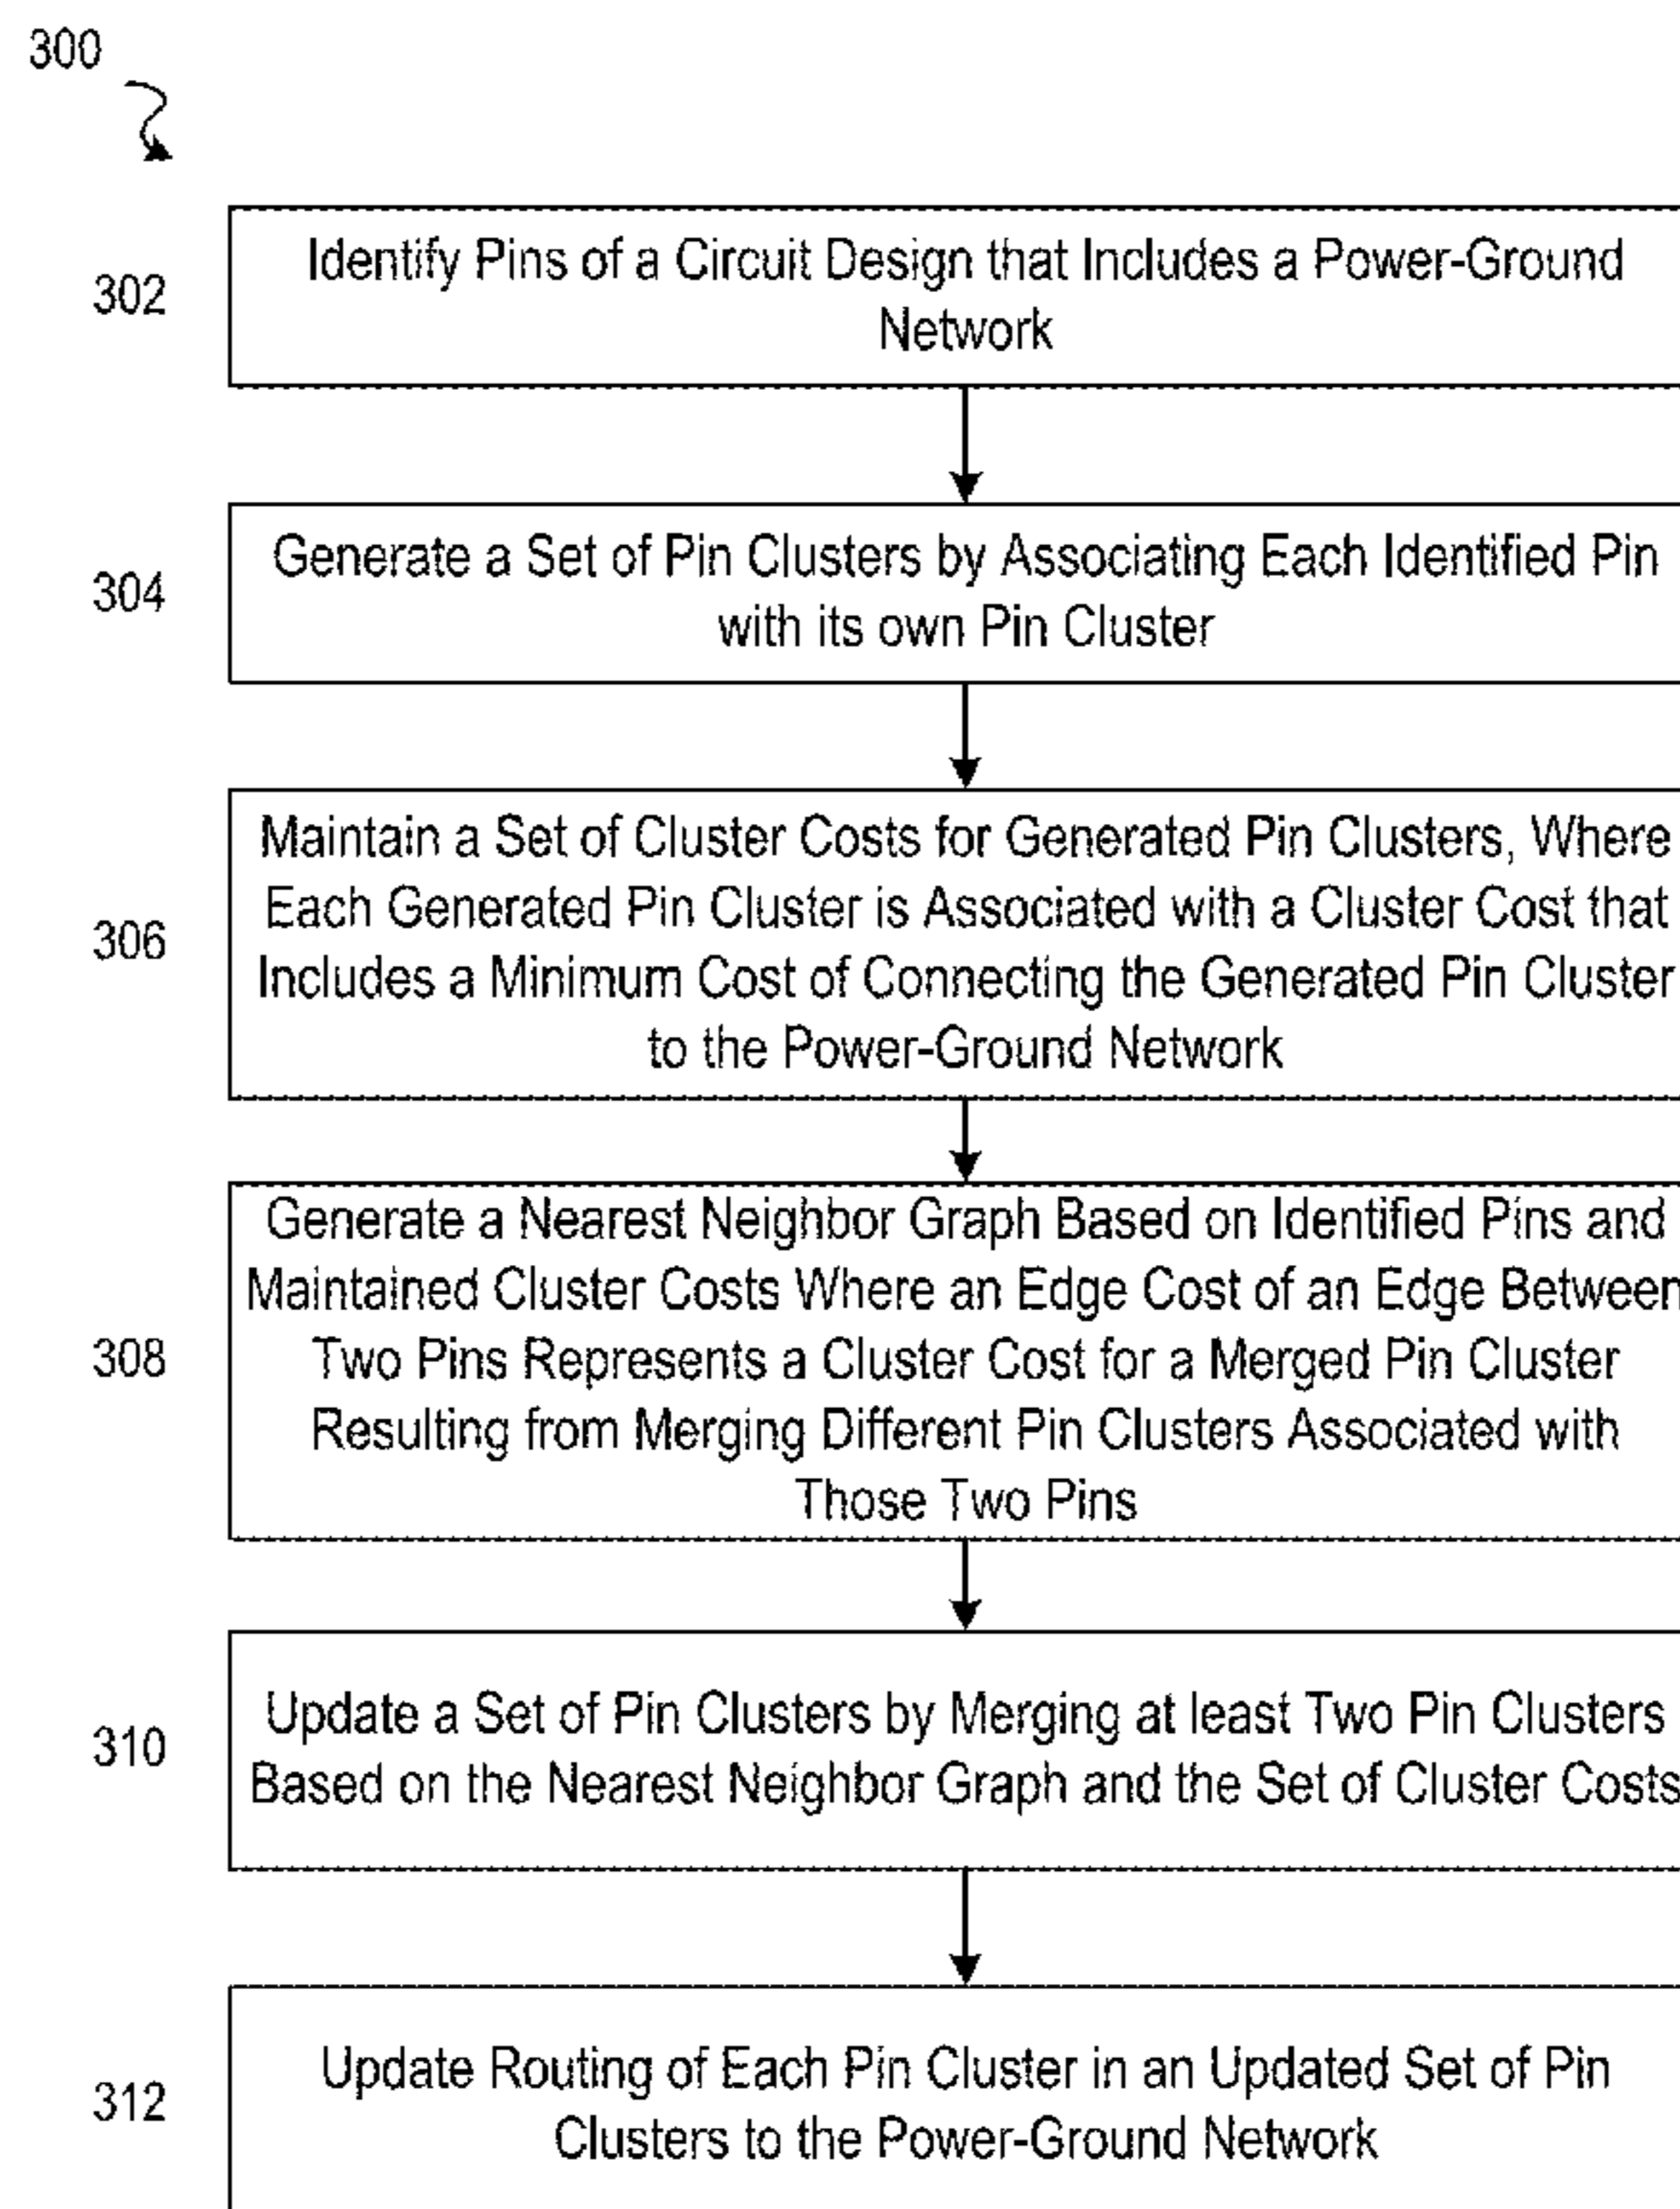 300
302
Identify Pins of a Circuit Design that Includes a Power-Ground
Network
304
Generate a Set of Pin Clusters by Associating Each Identified Pin
with its own Pin Cluster
306
Maintain a Set of Cluster Costs for Generated Pin Clusters, Where
Each Generated Pin Cluster is Associated with a Cluster Cost that
Includes a Minimum Cost of Connecting the Generated Pin Cluster
to the Power-Ground Network
308
Generate a Nearest Neighbor Graph Based on Identified Pins and
Maintained Cluster Costs Where an Edge Cost of an Edge Between
Two Pins Represents a Cluster Cost for a Merged Pin Cluster
Resulting from Merging Different Pin Clusters Associated with
Those Two Pins
310
Update a Set of Pin Clusters by Merging at least Two Pin Clusters
Based on the Nearest Neighbor Graph and the Set of Cluster Costs
312
Update Routing of Each Pin Cluster in an Updated Set of Pin
Clusters to the Power-Ground Network